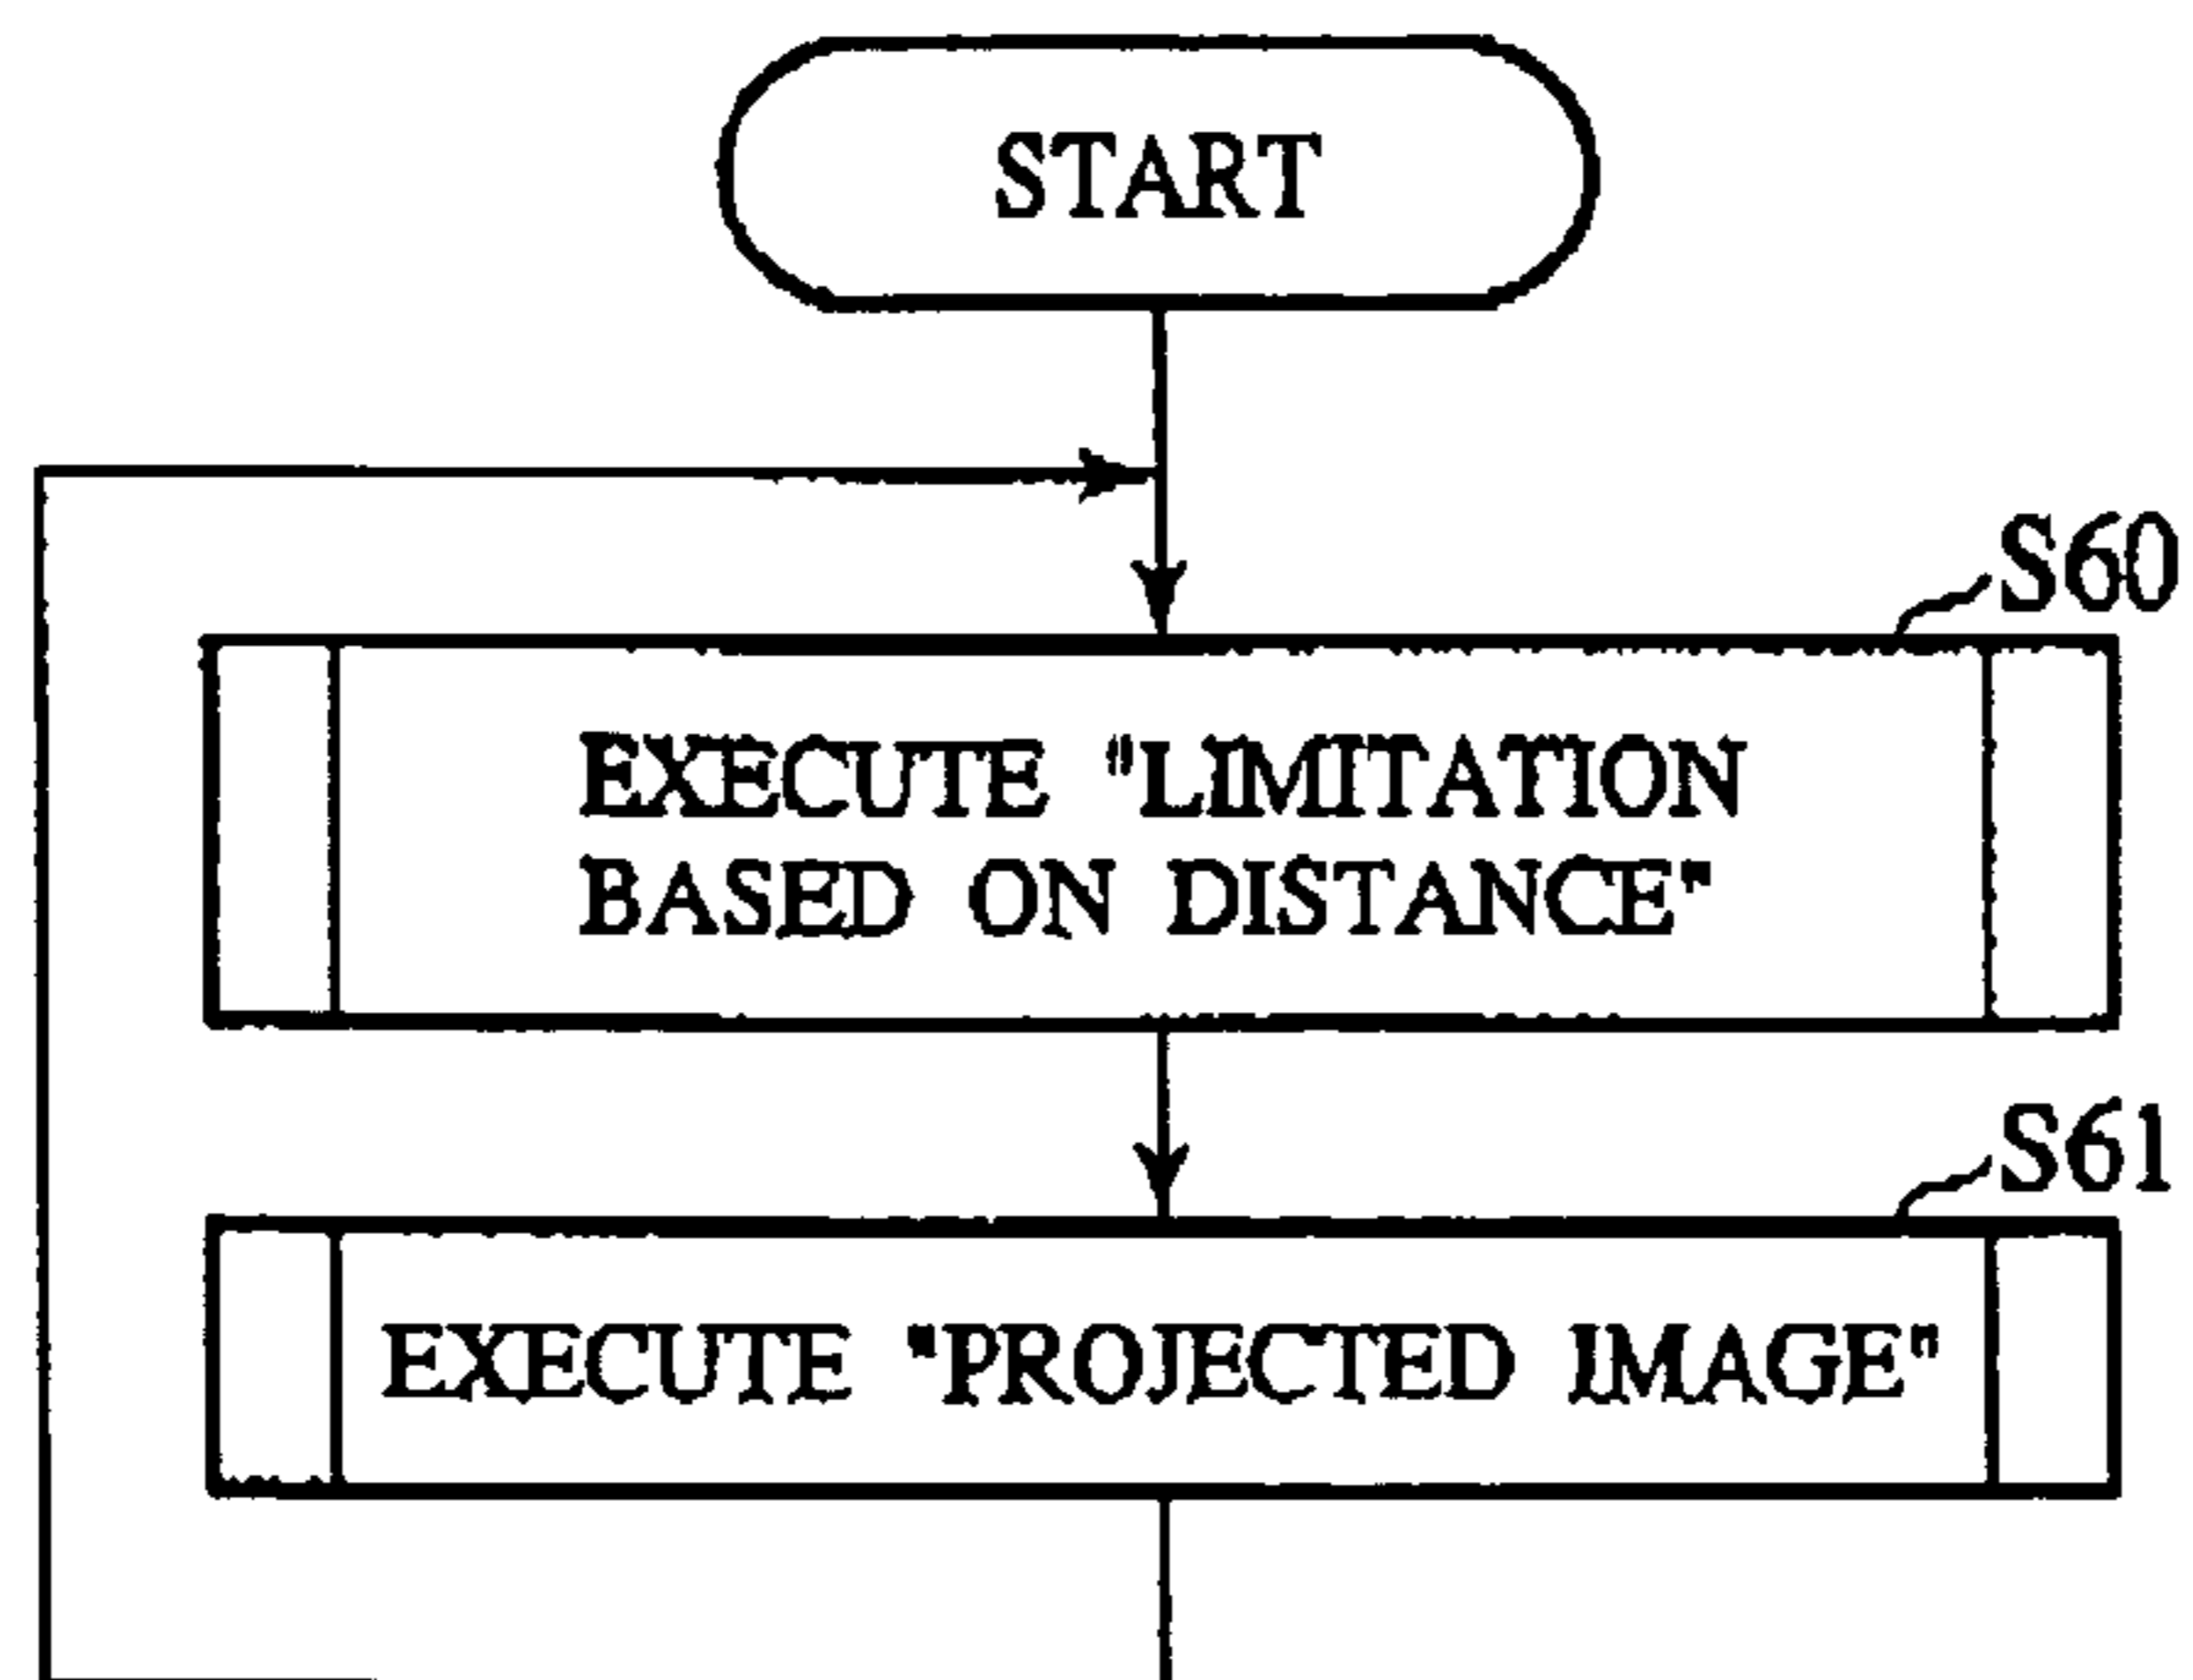 START
S60
EXECUTE "LIMITATION
BASED ON DISTANCE"
S61
EXECUTE "PROJECTED IMAGE"